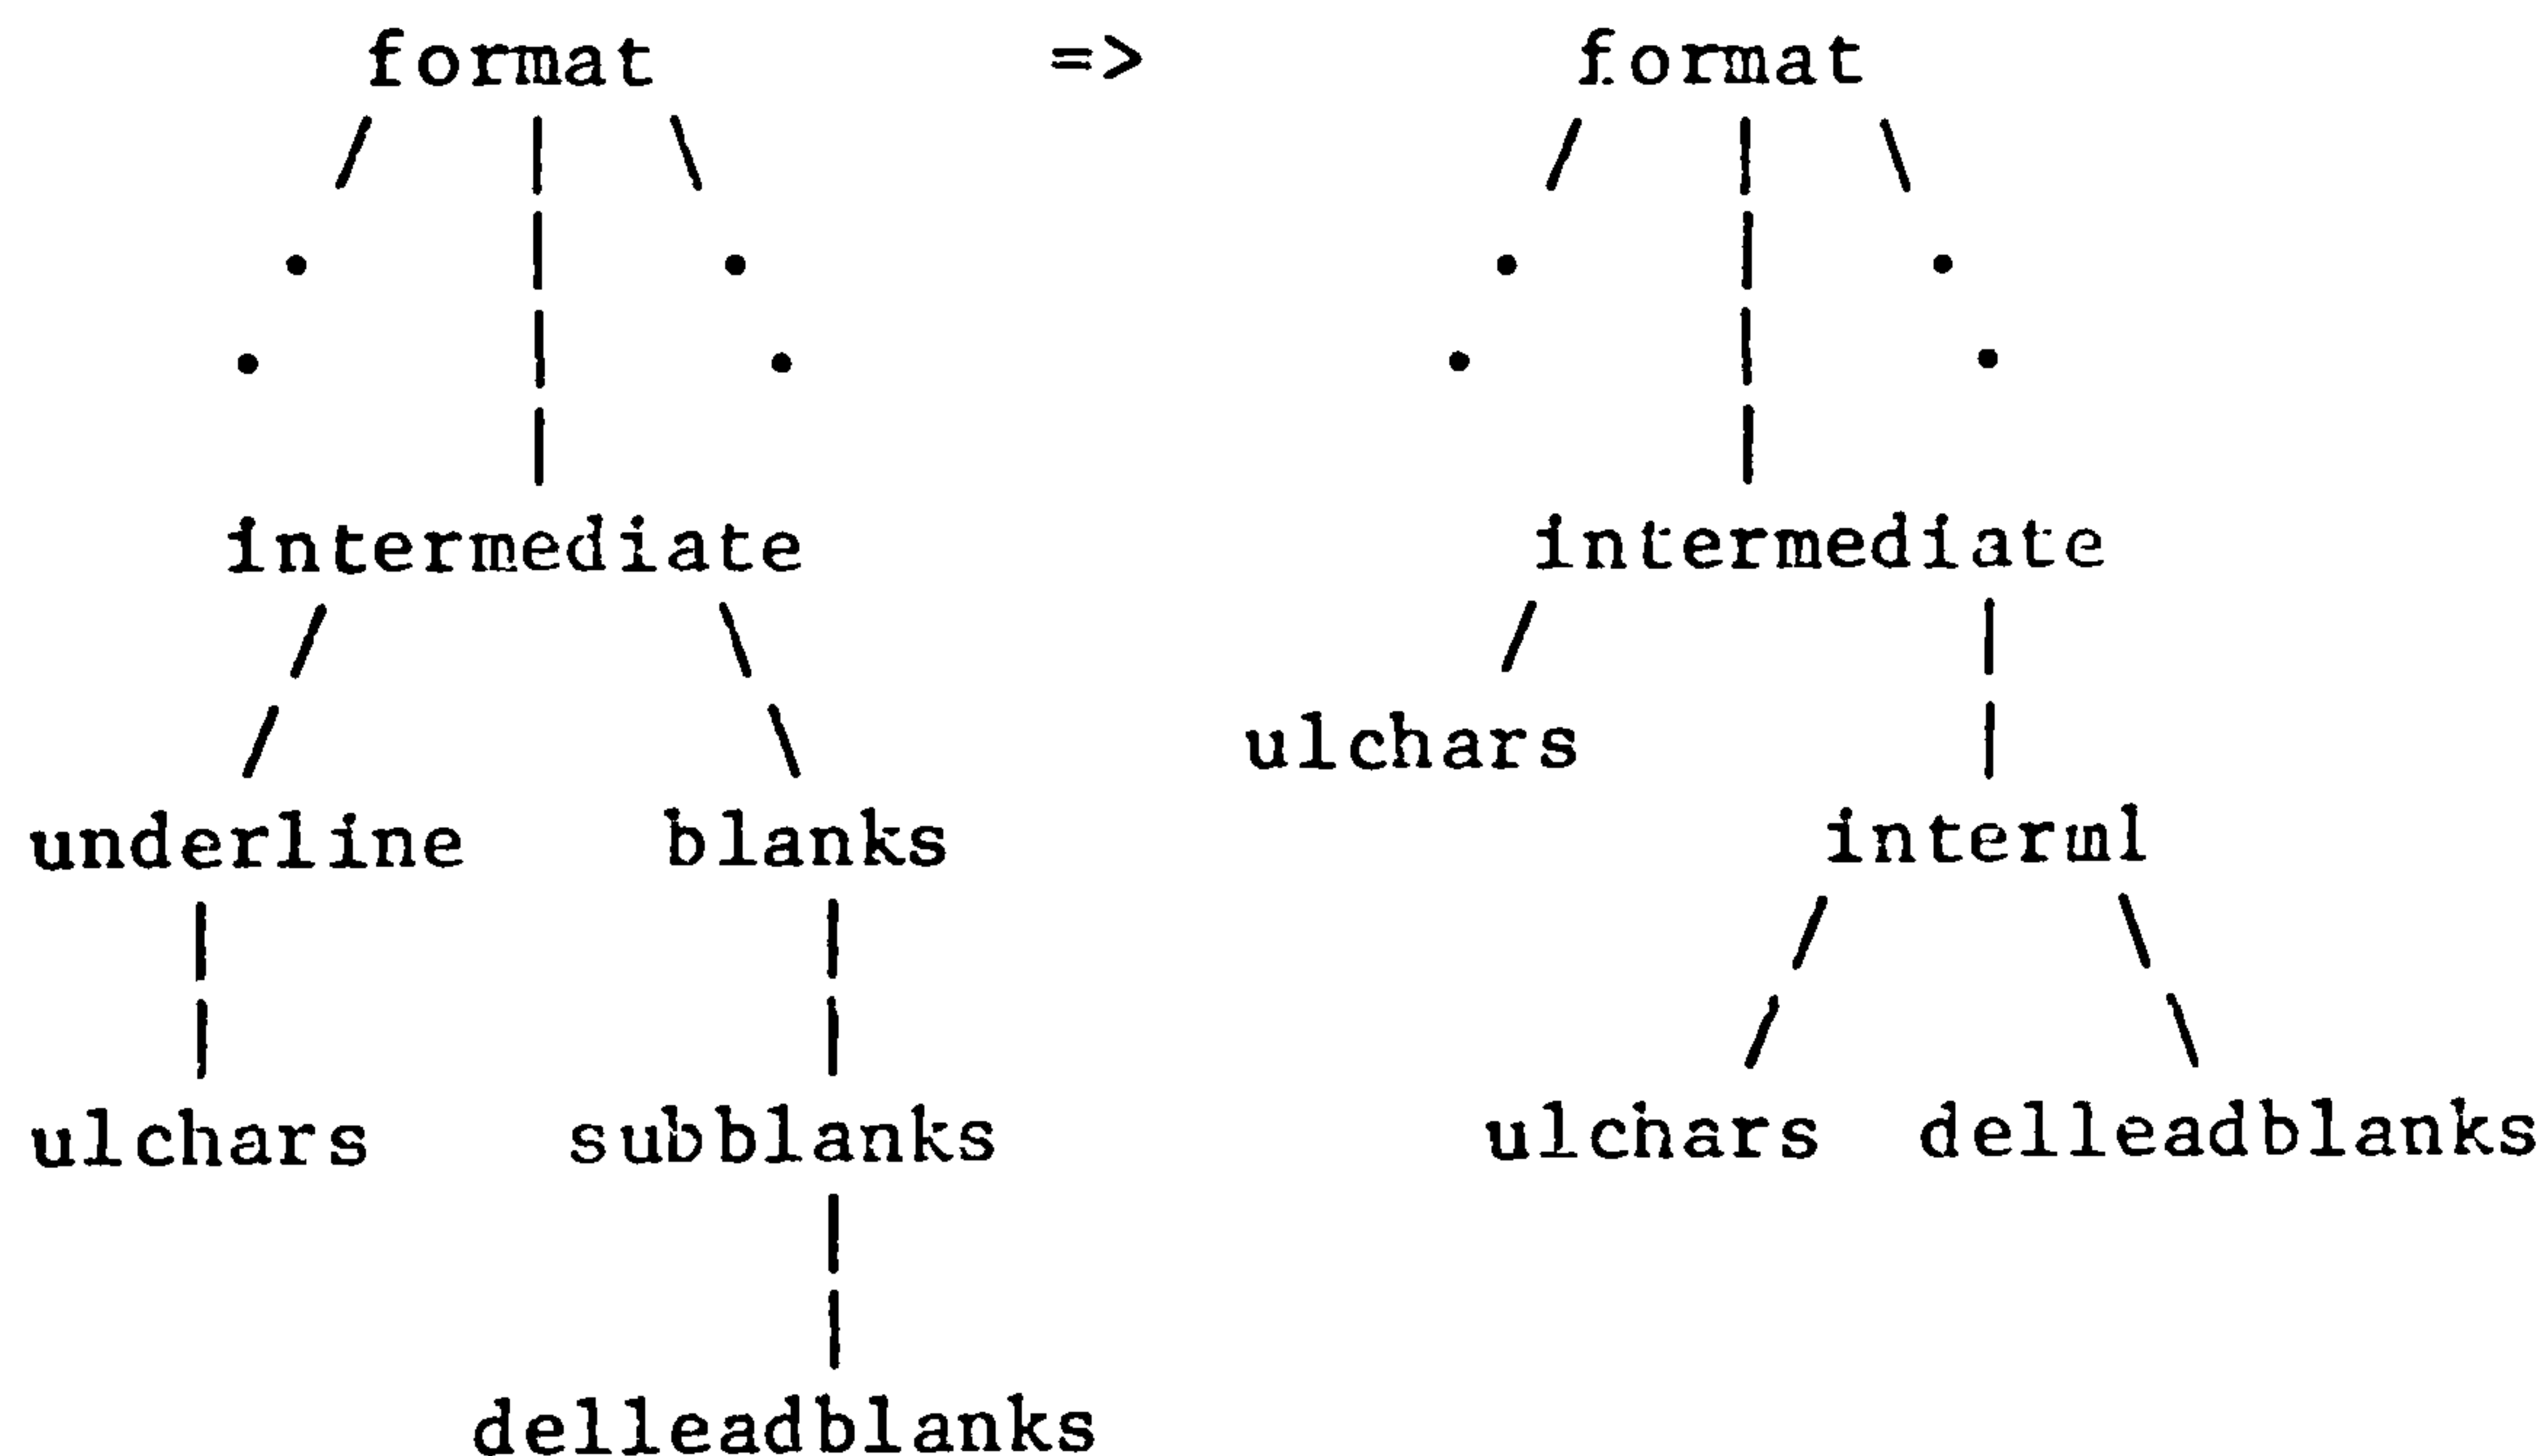 format => format
intermediate intermediate
ulchars
underline blanks interml
ulchars subblanks ulchars delleadblanks
delleadblanks